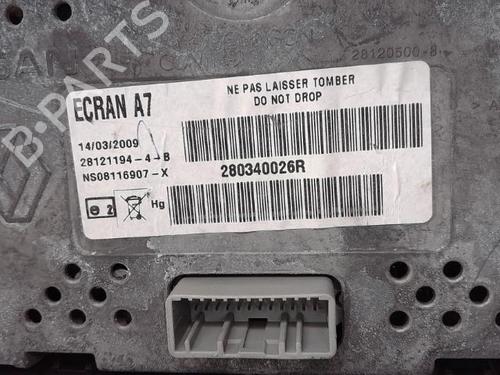 B-PARTS
28120500-8
ECRAN A7
NE PAS LAISSER TOMBER
DO NOT DROP
14/03/2009
28121194-4-B
NS08116907-X
280340026R
2
Hg